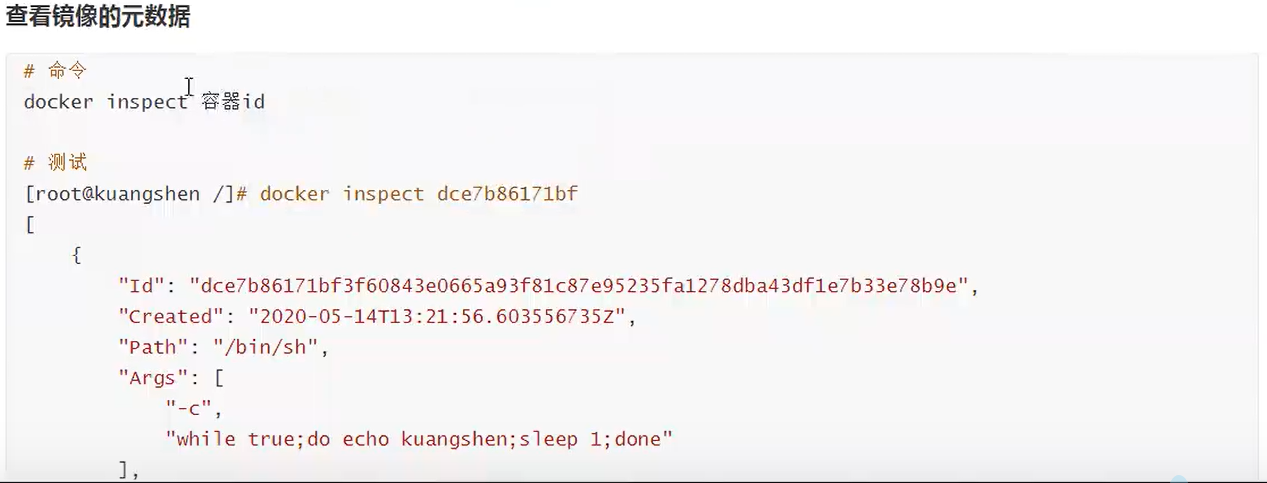 查看镜像的元数据
# 命令
docker inspect 容器id
# 测试
[root@kuangshen /]# docker inspect dce7b86171bf
[
{
"Id": "dce7b86171bf3f60843e0665a93f81c87e95235fa1278dba43df1e7b33e78b9e",
"Created": "2020-05-14T13:21:56.603556735Z",
"Path": "/bin/sh",
"Args": [
"-c",
"while true;do echo kuangshen;sleep 1;done"
],